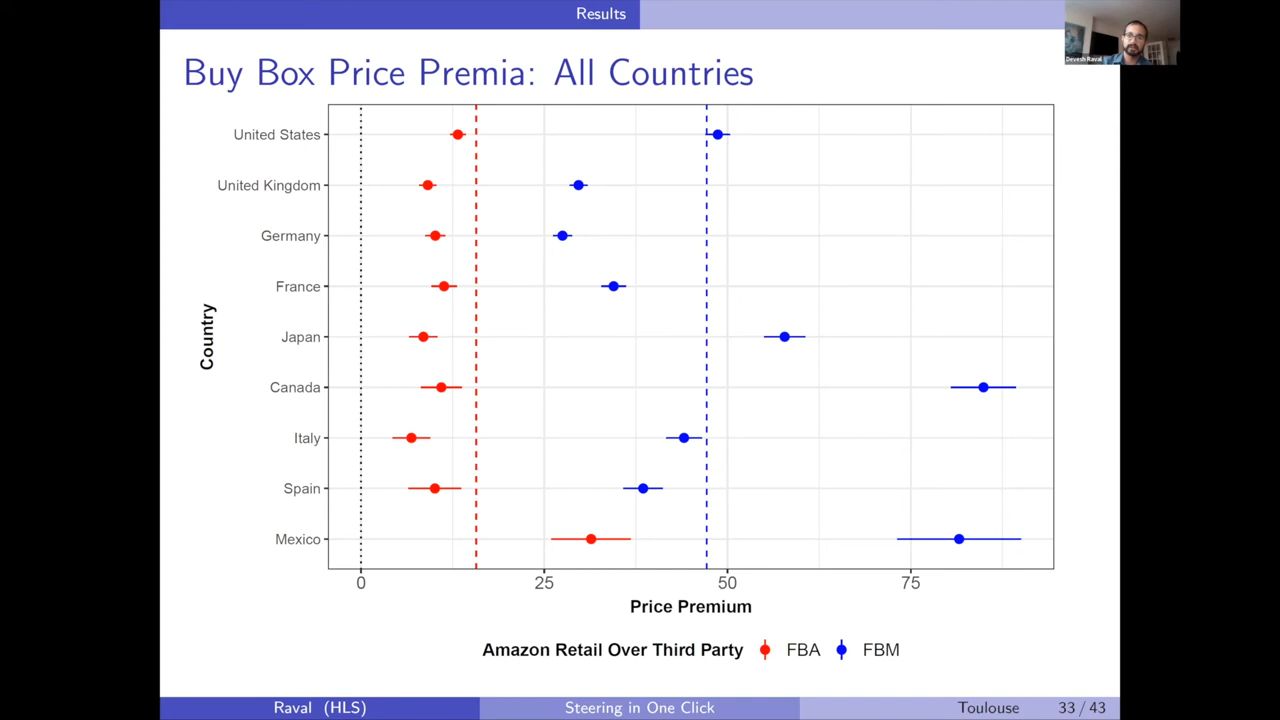 Results
Devesh Raval
Buy Box Price Premia: All Countries
United States
United Kingdom
Germany
France
Japan
Canada
Italy
Spain
Mexico
Country
0 25 50 75
Price Premium
Amazon Retail Over Third Party FBA FBM
Raval (HLS) Steering in One Click Toulouse 33 / 43